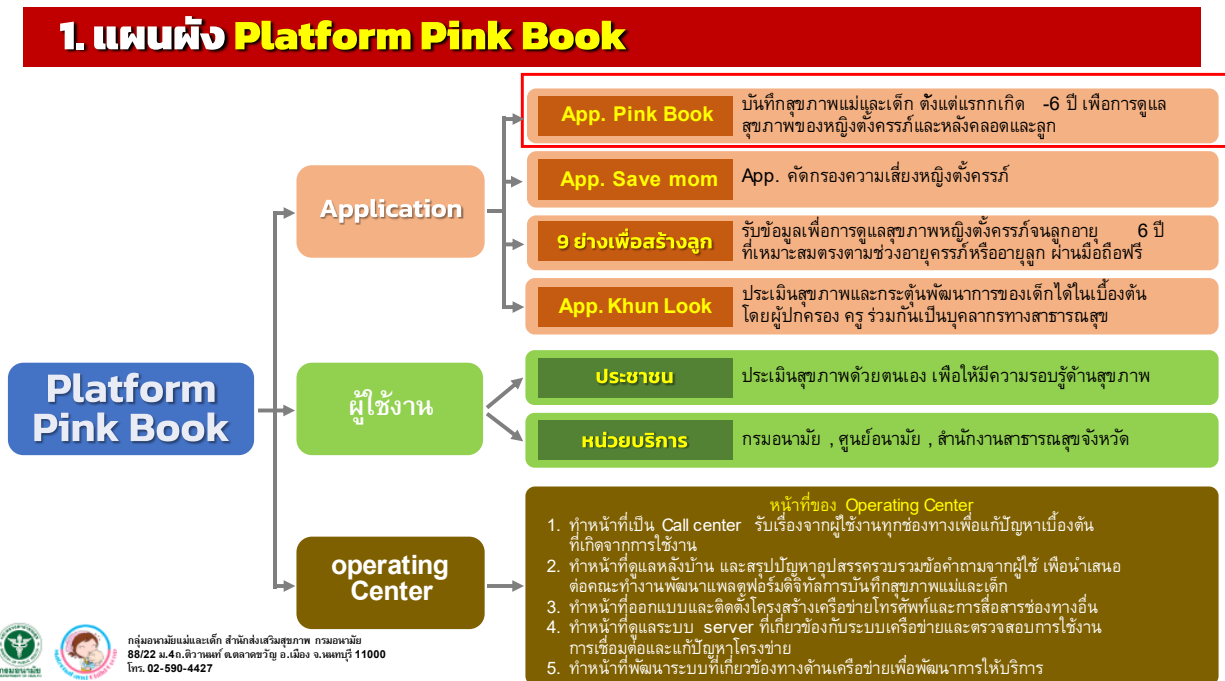 1. แผนผัง Platform Pink Book
Platform
Pink Book
Application
App. Pink Book
บันทึกสุขภาพแม่และเด็ก ตั้งแต่แรกกเกิด -6 ปี เพื่อการดูแล
สุขภาพของหญิงตั้งครรภ์และหลังคลอดและลูก
App. Save mom
App. คัดกรองความเสี่ยงหญิงตั้งครรภ์
9 ย่างเพื่อสร้างลูก
รับข้อมูลเพื่อการดูแลสุขภาพหญิงตั้งครรภ์จนลูกอายุ 6 ปี
ที่เหมาะสมตรงตามช่วงอายุครรภ์หรืออายุลูก ผ่านมือถือฟรี
App. Khun Look
ประเมินสุขภาพและกระตุ้นพัฒนาการของเด็กได้ในเบื้องต้น
โดยผู้ปกครอง ครู ร่วมกันเป็นบุคลากรทางสาธารณสุข
ผู้ใช้งาน
ประชาชน
ประเมินสุขภาพด้วยตนเอง เพื่อให้มีความรอบรู้ด้านสุขภาพ
หน่วยบริการ
กรมอนามัย , ศูนย์อนามัย , สำนักงานสาธารณสุขจังหวัด
operating
Center
หน้าที่ของ Operating Center
1. ทำหน้าที่เป็น Call center รับเรื่องจากผู้ใช้งานทุกช่องทางเพื่อแก้ปัญหาเบื้องต้น
ที่เกิดจากการใช้งาน
2. ทำหน้าที่ดูแลหลังบ้าน และสรุปปัญหาอุปสรรครวบรวมข้อคำถามจากผู้ใช้ เพื่อนำเสนอ
ต่อคณะทำงานพัฒนาแพลตฟอร์มดิจิทัลการบันทึกสุขภาพแม่และเด็ก
3. ทำหน้าที่ออกแบบและติดตั้งโครงสร้างเครือข่ายโทรศัพท์และการสื่อสารช่องทางอื่น
4. ทำหน้าที่ดูแลระบบ server ที่เกี่ยวข้องกับระบบเครือข่ายและตรวจสอบการใช้งาน
การเชื่อมต่อและแก้ปัญหาโครงข่าย
5. ทำหน้าที่พัฒนาระบบที่เกี่ยวข้องทางด้านเครือข่ายเพื่อพัฒนาการให้บริการ
กลุ่มอนามัยแม่และเด็ก สำนักส่งเสริมสุขภาพ กรมอนามัย
88/22 ม.4ถ.ติวานนท์ ต.ตลาดขวัญ อ.เมือง จ.นนทบุรี 11000
โทร. 02-590-4427
กรมอนามัย